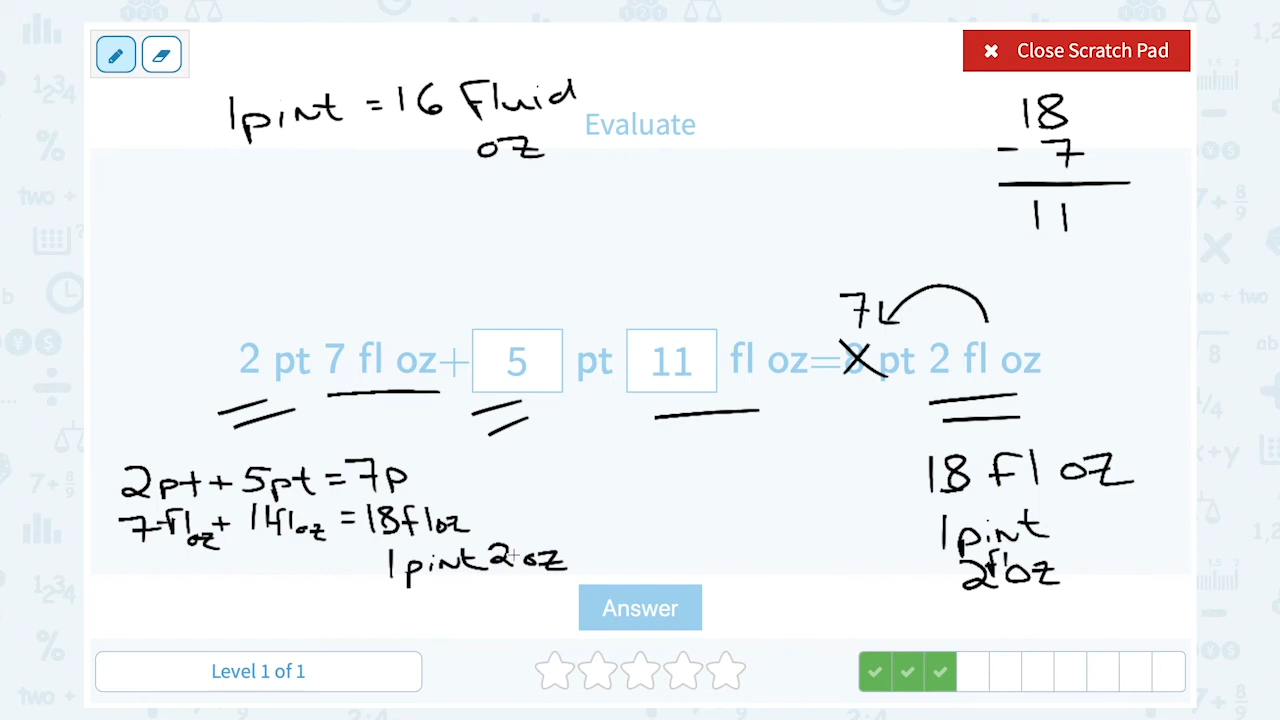 Close Scratch Pad
1 pint = 16 Fluid
oz
Evaluate
18
- 7
11
7
2 pt 7 fl oz+ 5 pt 11 fl oz=8 pt 2 fl oz
2pt + 5pt = 7p
7 fl oz + 11 fl oz = 18 fl oz
1 pint 2 oz
18 Fl oz
1 pint
2 fl oz
Answer
Level 1 of 1